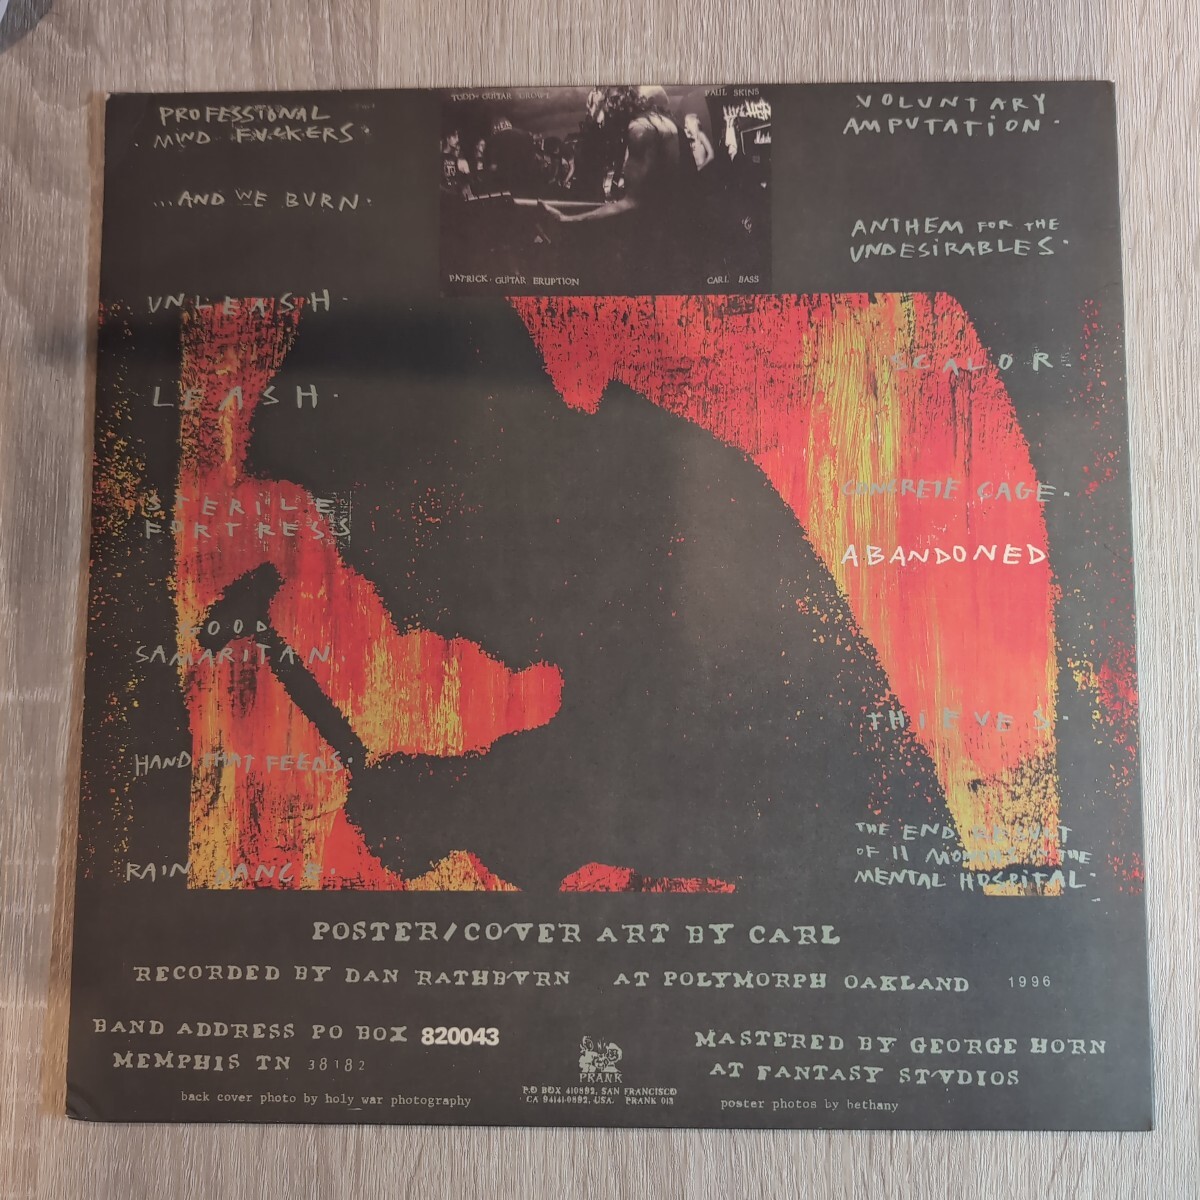 TODD- GUITAR GROWL
PAUL SKINS
PATRICK- GUITAR ERUPTION
CARL BASS
PROFESSIONAL
MIND FUCKERS.
...AND WE BURN.
UNLEASH.
LEASH.
STERILE
FORTRESS
GOOD
SAMARITAN
HAND THAT FEEDS.
RAIN DANCE.
VOLUNTARY
AMPUTATION.
ANTHEM FOR THE
UNDESIRABLES.
SCALOR.
CONCRETE CAGE.
ABANDONED
THIEVES.
THE END RESULT
OF 11 MONTHS IN THE
MENTAL HOSPITAL.
POSTER/COVER ART BY CARL
RECORDED BY DAN RATHBVRN AT POLYMORPH OAKLAND 1996
BAND ADDRESS PO BOX 820043
MEMPHIS TN 38182
MASTERED BY GEORGE HORN
AT FANTASY STVDIOS
back cover photo by holy war photography
PRANK
P.O BOX 410892, SAN FRANCISCO
CA 94141-0892, USA. PRANK 013
poster photos by bethany